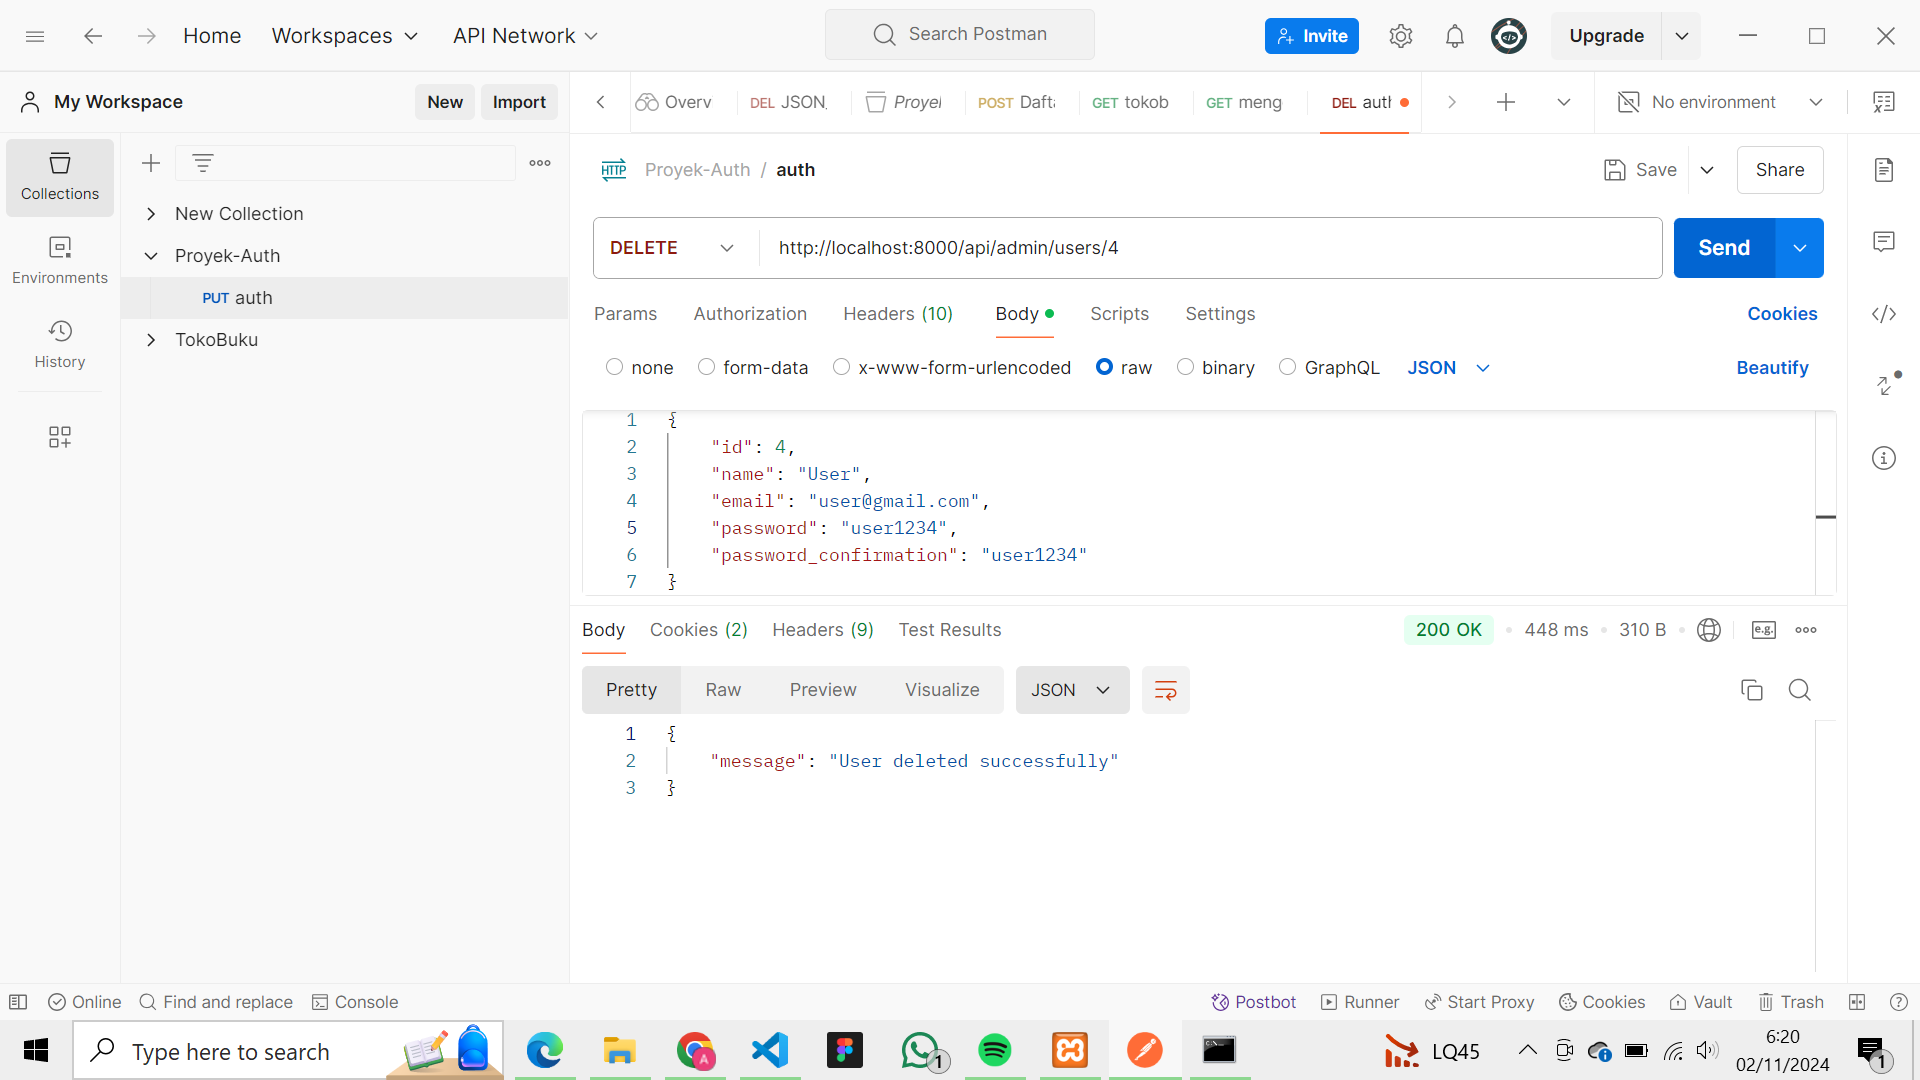 Home
Workspaces
API Network
Search Postman
Invite
Upgrade
My Workspace
New
Import
Overv
DEL JSON
Proyel
POST Dafta
GET tokob
GET meng
DEL auth
No environment
Collections
Environments
History
New Collection
Proyek-Auth
PUT auth
TokoBuku
HTTP Proyek-Auth / auth
Save
Share
DELETE
http://localhost:8000/api/admin/users/4
Send
Params
Authorization
Headers (10)
Body
Scripts
Settings
Cookies
none
form-data
x-www-form-urlencoded
raw
binary
GraphQL
JSON
Beautify
1 {
2 "id": 4,
3 "name": "User",
4 "email": "user@gmail.com",
5 "password": "user1234",
6 "password_confirmation": "user1234"
7 }
Body
Cookies (2)
Headers (9)
Test Results
200 OK
448 ms
310 B
e.g.
Pretty
Raw
Preview
Visualize
JSON
1 {
2 "message": "User deleted successfully"
3 }
Online
Find and replace
Console
Postbot
Runner
Start Proxy
Cookies
Vault
Trash
Type here to search
A
1
LQ45
6:20
02/11/2024
1